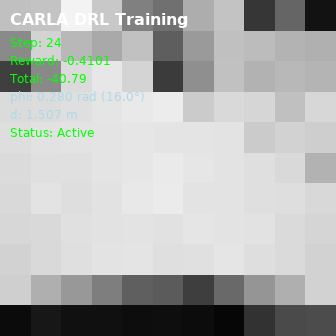 CARLA DRL Training
Step: 24
Reward: -0.4101
Total: -40.79
phi: 0.280 rad (16.0°)
d: 1.507 m
Status: Active